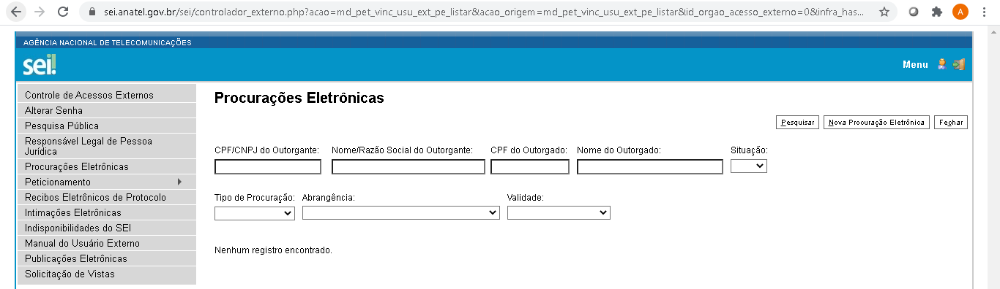 sei.anatel.gov.br/sei/controlador_externo.php?acao=md_pet_vinc_usu_ext_pe_listar&acao_origem=md_pet_vinc_usu_ext_pe_listar&id_orgao_acesso_externo=0&infra_has...
A
AGÊNCIA NACIONAL DE TELECOMUNICAÇÕES
sei!
Menu
Controle de Acessos Externos
Alterar Senha
Pesquisa Pública
Responsável Legal de Pessoa
Jurídica
Procurações Eletrônicas
Peticionamento
Recibos Eletrônicos de Protocolo
Intimações Eletrônicas
Indisponibilidades do SEI
Manual do Usuário Externo
Publicações Eletrônicas
Solicitação de Vistas
Procurações Eletrônicas
Pesquisar Nova Procuração Eletrônica Fechar
CPF/CNPJ do Outorgante: Nome/Razão Social do Outorgante: CPF do Outorgado: Nome do Outorgado: Situação:
Tipo de Procuração: Abrangência: Validade:
Nenhum registro encontrado.